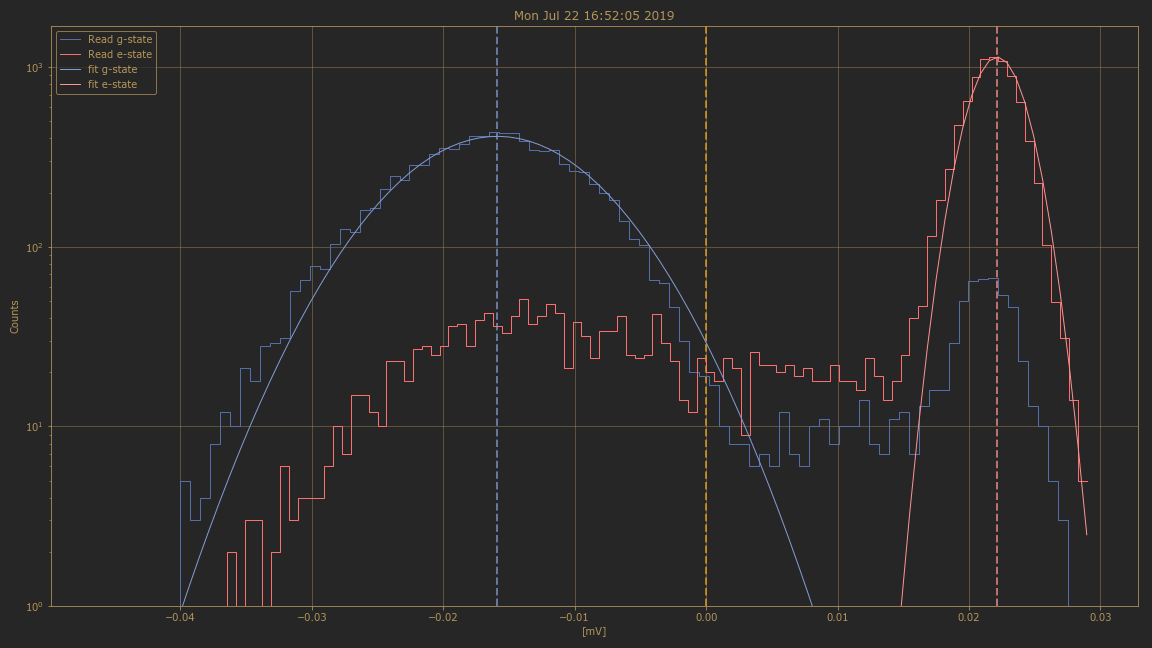 Mon Jul 22 16:52:05 2019
Read g-state
Read e-state
fit g-state
fit e-state
10³
10²
10¹
10⁰
Counts
−0.04 −0.03 −0.02 −0.01 0.00 0.01 0.02 0.03
[mV]